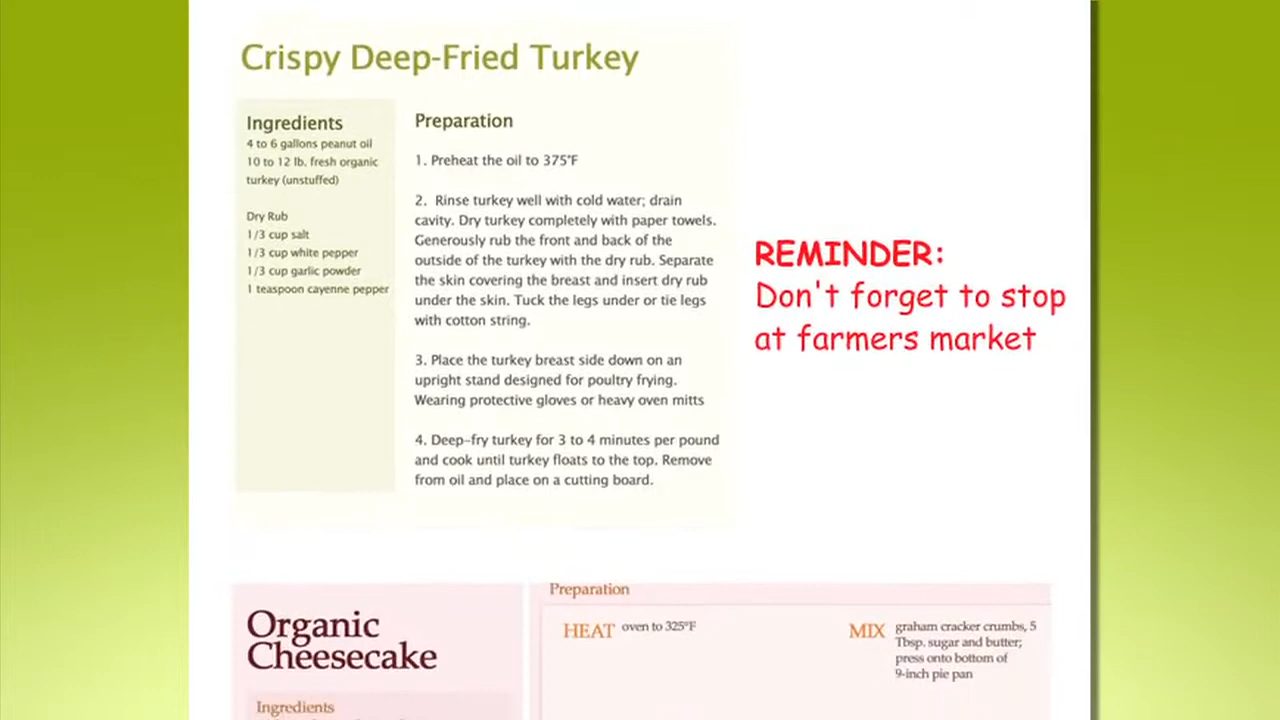 Crispy Deep-Fried Turkey
Ingredients
4 to 6 gallons peanut oil
10 to 12 lb. fresh organic
turkey (unstuffed)
Dry Rub
1/3 cup salt
1/3 cup white pepper
1/3 cup garlic powder
1 teaspoon cayenne pepper
Preparation
1. Preheat the oil to 375°F
2. Rinse turkey well with cold water; drain
cavity. Dry turkey completely with paper towels.
Generously rub the front and back of the
outside of the turkey with the dry rub. Separate
the skin covering the breast and insert dry rub
under the skin. Tuck the legs under or tie legs
with cotton string.
3. Place the turkey breast side down on an
upright stand designed for poultry frying.
Wearing protective gloves or heavy oven mitts
4. Deep-fry turkey for 3 to 4 minutes per pound
and cook until turkey floats to the top. Remove
from oil and place on a cutting board.
REMINDER:
Don't forget to stop
at farmers market
Organic
Cheesecake
Ingredients
Preparation
HEAT oven to 325°F
MIX graham cracker crumbs, 5
Tbsp. sugar and butter;
press onto bottom of
9-inch pie pan